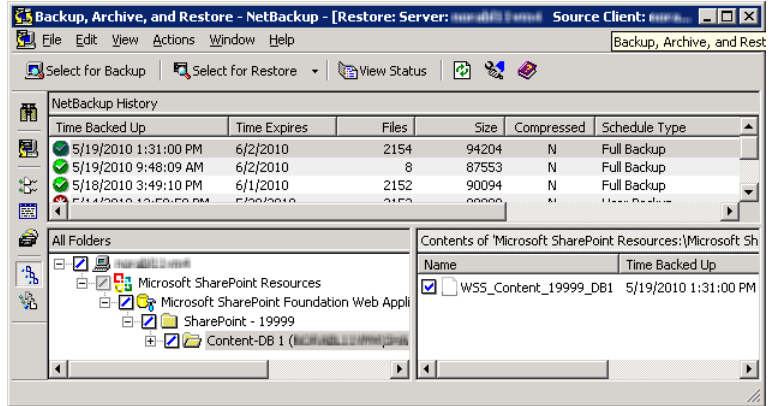 Backup, Archive, and Restore - NetBackup - [Restore: Server: Source Client:
File Edit View Actions Window Help
Backup, Archive, and Rest
Select for Backup Select for Restore View Status
NetBackup History
Time Backed Up Time Expires Files Size Compressed Schedule Type
5/19/2010 1:31:00 PM 6/2/2010 2154 94204 N Full Backup
5/19/2010 9:48:09 AM 6/2/2010 8 87553 N Full Backup
5/18/2010 3:49:10 PM 6/1/2010 2152 90094 N Full Backup
All Folders
Microsoft SharePoint Resources
Microsoft SharePoint Foundation Web Appli
SharePoint - 19999
Content-DB 1 (
Contents of 'Microsoft SharePoint Resources:\Microsoft Sh
Name Time Backed Up
WSS_Content_19999_DB1 5/19/2010 1:31:00 PM